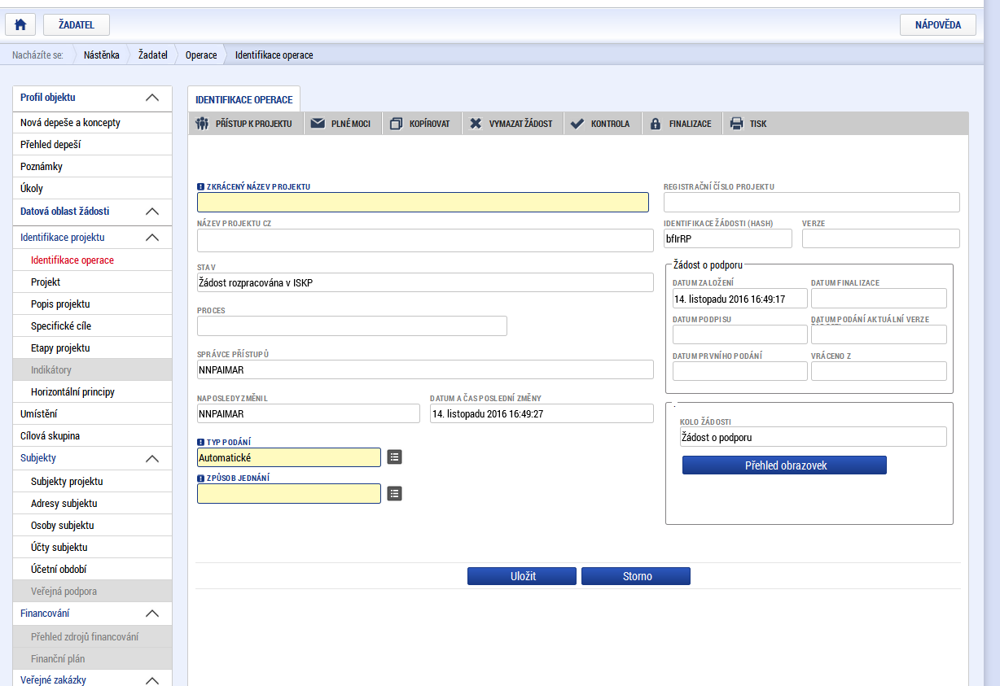 ŽADATEL
NÁPOVĚDA
Nacházíte se: Nástěnka Žadatel Operace Identifikace operace
Profil objektu
Nová depeše a koncepty
Přehled depeší
Poznámky
Úkoly
Datová oblast žádosti
Identifikace projektu
Identifikace operace
Projekt
Popis projektu
Specifické cíle
Etapy projektu
Indikátory
Horizontální principy
Umístění
Cílová skupina
Subjekty
Subjekty projektu
Adresy subjektu
Osoby subjektu
Účty subjektu
Účetní období
Veřejná podpora
Financování
Přehled zdrojů financování
Finanční plán
Veřejné zakázky
IDENTIFIKACE OPERACE
PŘÍSTUP K PROJEKTU PLNÉ MOCI KOPÍROVAT VYMAZAT ŽÁDOST KONTROLA FINALIZACE TISK
ZKRÁCENÝ NÁZEV PROJEKTU
NÁZEV PROJEKTU CZ
STAV
Žádost rozpracována v ISKP
PROCES
SPRÁVCE PŘÍSTUPŮ
NNPAIMAR
NAPOSLEDY ZMĚNIL
NNPAIMAR
DATUM A ČAS POSLEDNÍ ZMĚNY
14. listopadu 2016 16:49:27
TYP PODÁNÍ
Automatické
ZPŮSOB JEDNÁNÍ
REGISTRAČNÍ ČÍSLO PROJEKTU
IDENTIFIKACE ŽÁDOSTI (HASH)
bfIrRP
VERZE
Žádost o podporu
DATUM ZALOŽENÍ
14. listopadu 2016 16:49:17
DATUM FINALIZACE
DATUM PODPISU
DATUM PODÁNÍ AKTUÁLNÍ VERZE
DATUM PRVNÍHO PODÁNÍ
VRÁCENO Z
.
KOLO ŽÁDOSTI
Žádost o podporu
Přehled obrazovek
Uložit
Storno